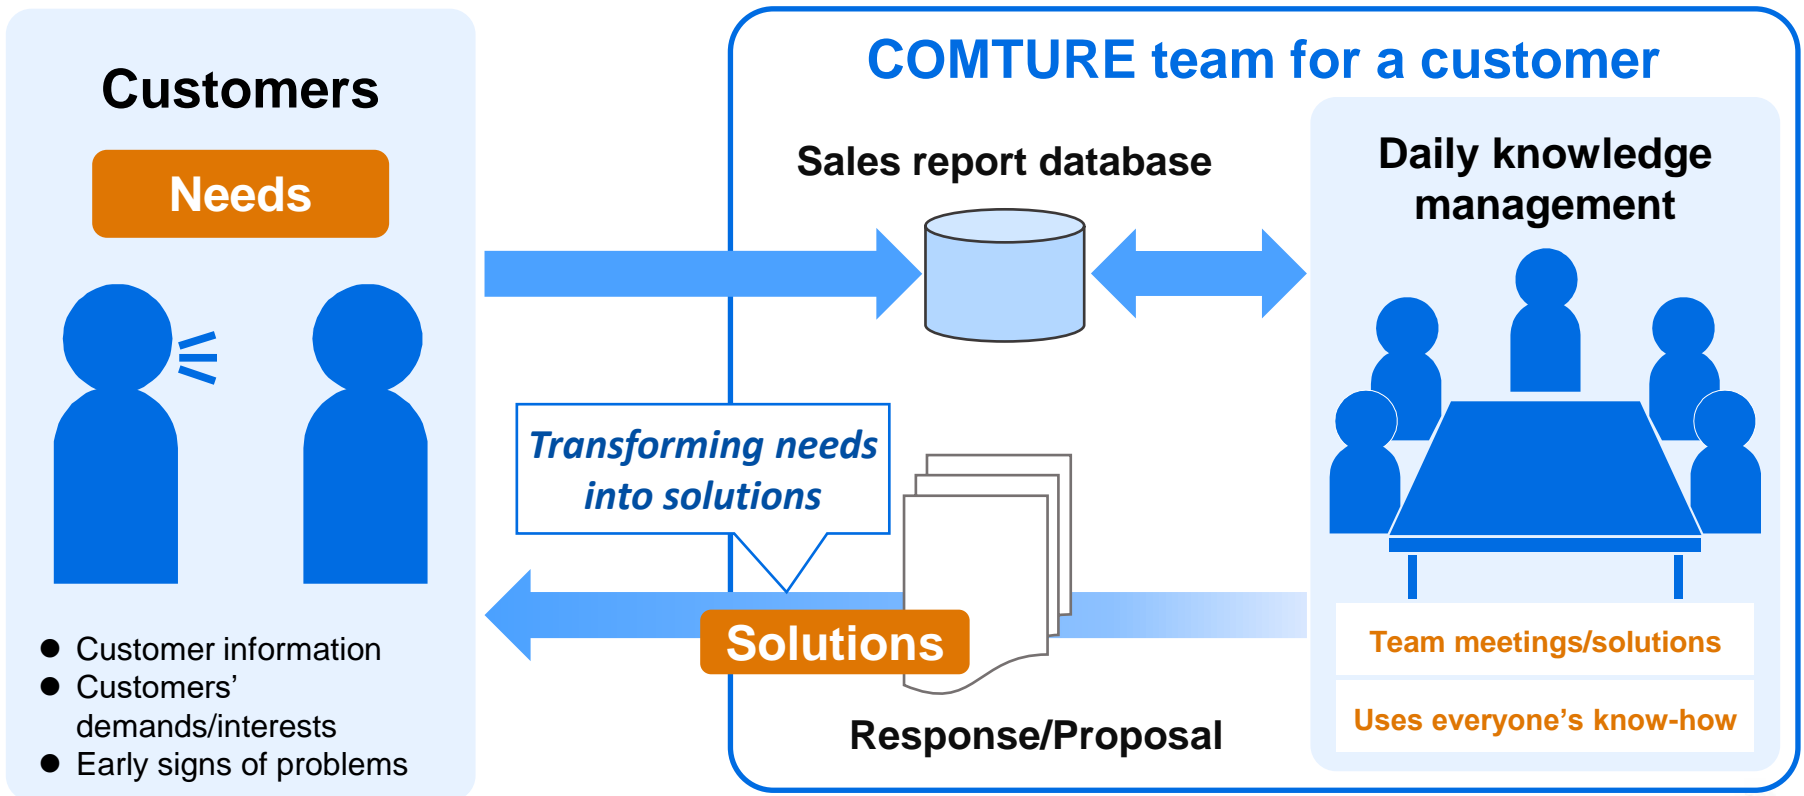 Customers
Needs
● Customer information
● Customers’
demands/interests
● Early signs of problems
COMTURE team for a customer
Sales report database
Transforming needs
into solutions
Solutions
Response/Proposal
Daily knowledge
management
Team meetings/solutions
Uses everyone’s know-how